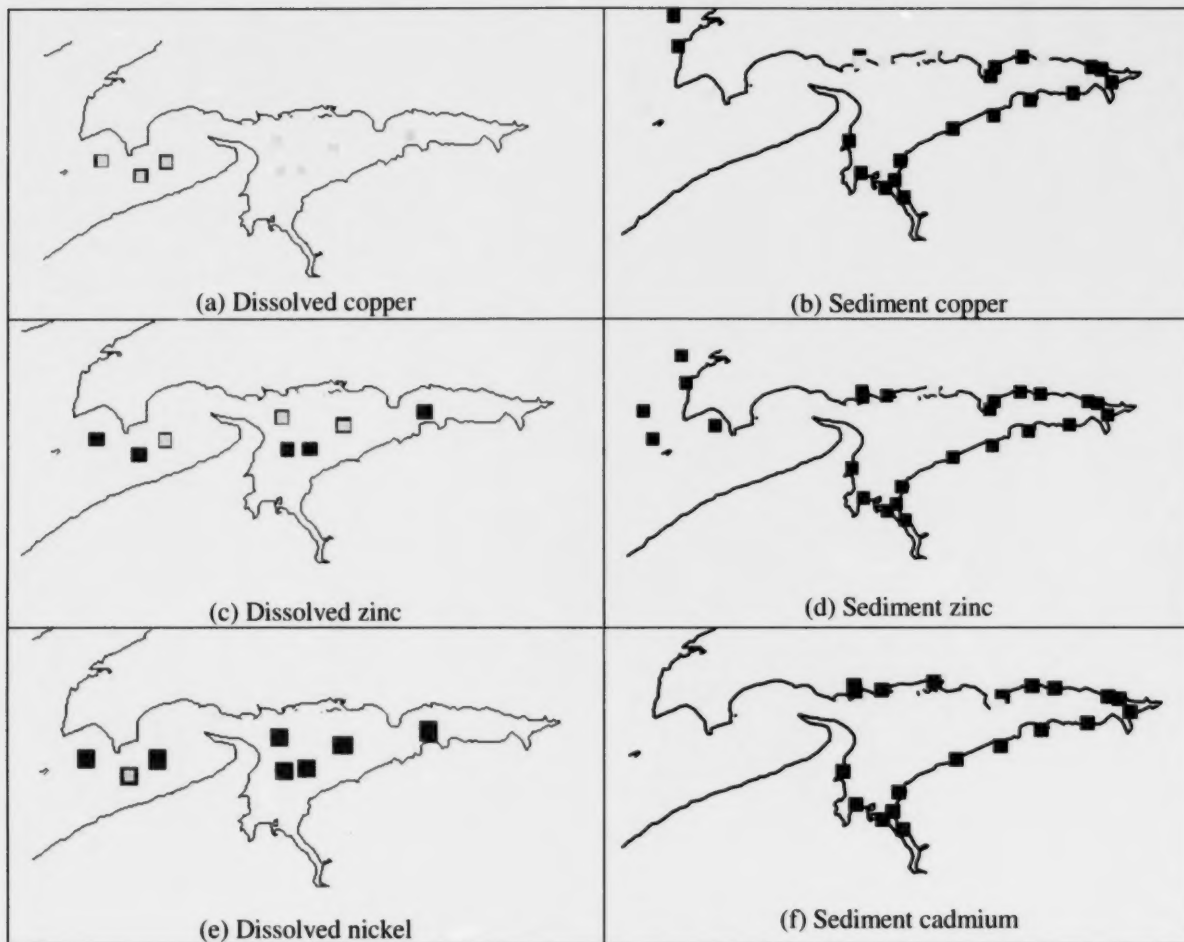 (a) Dissolved copper
(b) Sediment copper
(c) Dissolved zinc
(d) Sediment zinc
(e) Dissolved nickel
(f) Sediment cadmium